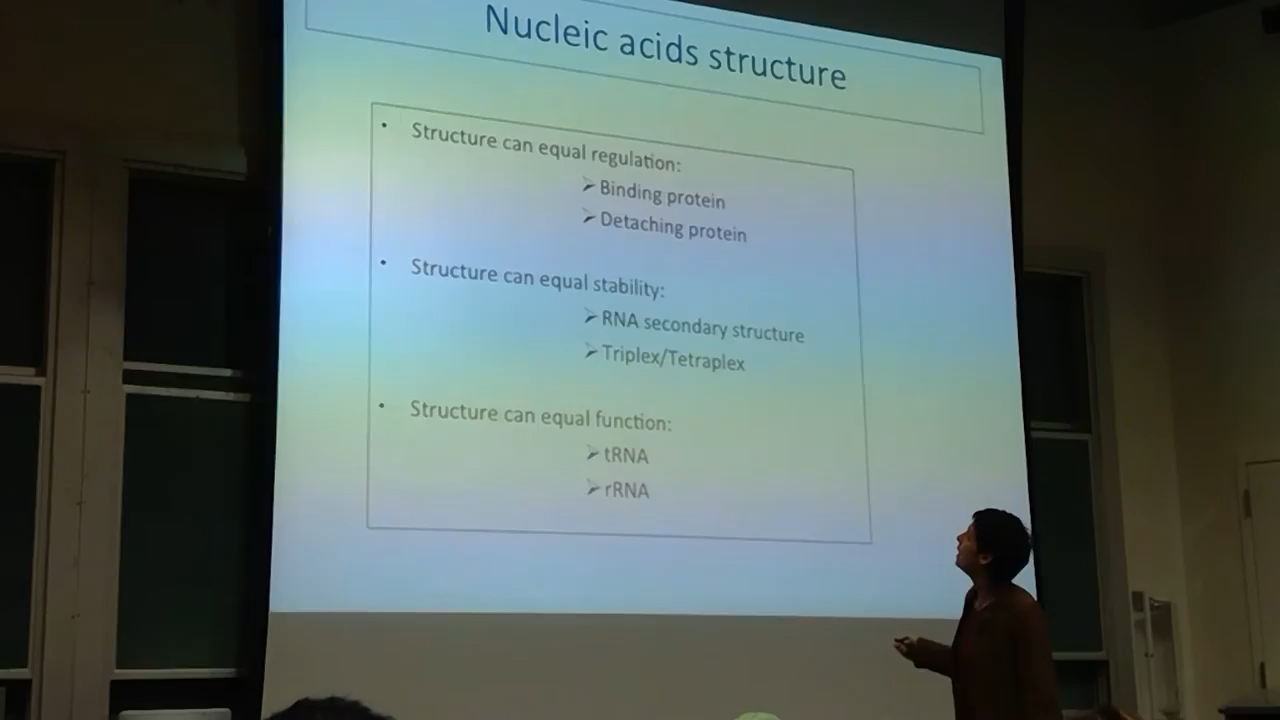 Nucleic acids structure
• Structure can equal regulation:
➢ Binding protein
➢ Detaching protein
• Structure can equal stability:
➢ RNA secondary structure
➢ Triplex/Tetraplex
• Structure can equal function:
➢ tRNA
➢ rRNA